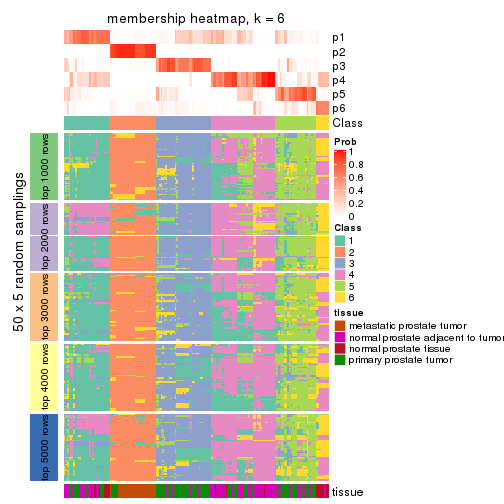 membership heatmap, k = 6
p1
p2
p3
p4
p5
p6
Class
50 x 5 random samplings
top 1000 rows
top 2000 rows
top 3000 rows
top 4000 rows
top 5000 rows
Prob
1
0.8
0.6
0.4
0.2
0
Class
1
2
3
4
5
6
tissue
metastatic prostate tumor
normal prostate adjacent to tumor
normal prostate tissue
primary prostate tumor
tissue